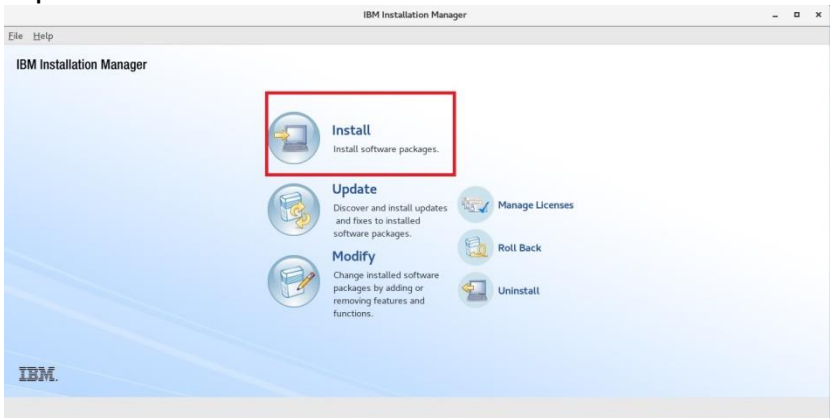 IBM Installation Manager
File Help
IBM Installation Manager
Install
Install software packages.
Update
Discover and install updates
and fixes to installed
software packages.
Manage Licenses
Roll Back
Modify
Change installed software
packages by adding or
removing features and
functions.
Uninstall
IBM.